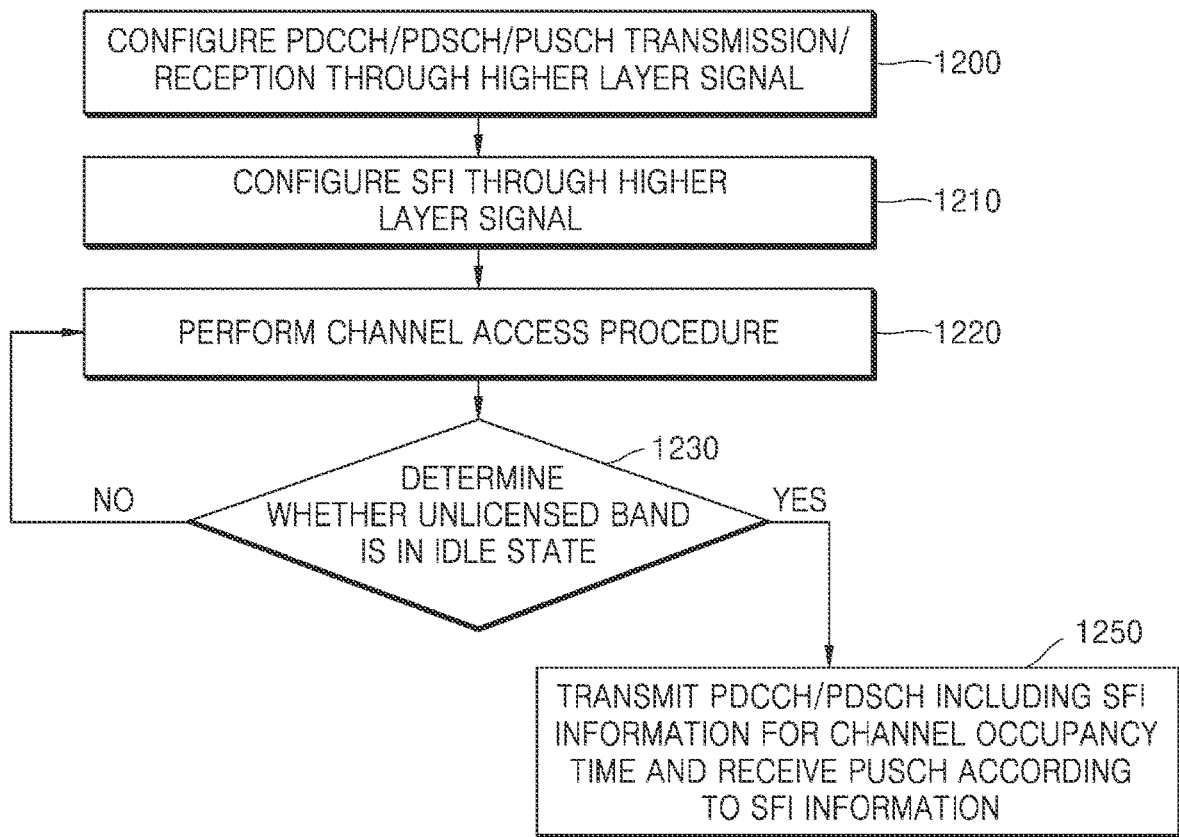 CONFIGURE PDCCH/PDSCH/PUSCH TRANSMISSION/
RECEPTION THROUGH HIGHER LAYER SIGNAL
1200
CONFIGURE SFI THROUGH HIGHER
LAYER SIGNAL
1210
PERFORM CHANNEL ACCESS PROCEDURE
1220
1230
DETERMINE
WHETHER UNLICENSED BAND
IS IN IDLE STATE
NO
YES
1250
TRANSMIT PDCCH/PDSCH INCLUDING SFI
INFORMATION FOR CHANNEL OCCUPANCY
TIME AND RECEIVE PUSCH ACCORDING
TO SFI INFORMATION